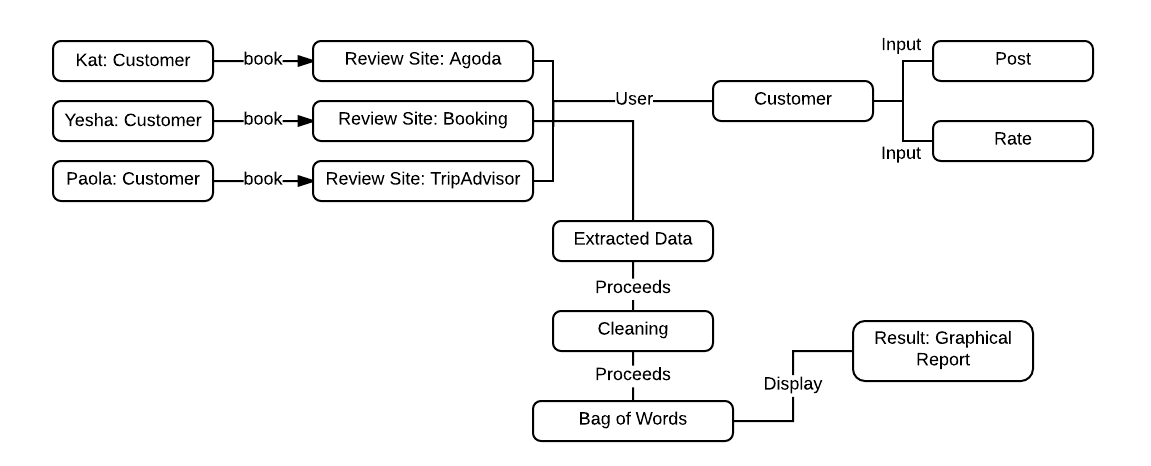 Kat: Customer
book
Review Site: Agoda
Yesha: Customer
book
Review Site: Booking
Paola: Customer
book
Review Site: TripAdvisor
User
Customer
Input
Post
Input
Rate
Extracted Data
Proceeds
Cleaning
Proceeds
Bag of Words
Display
Result: Graphical
Report